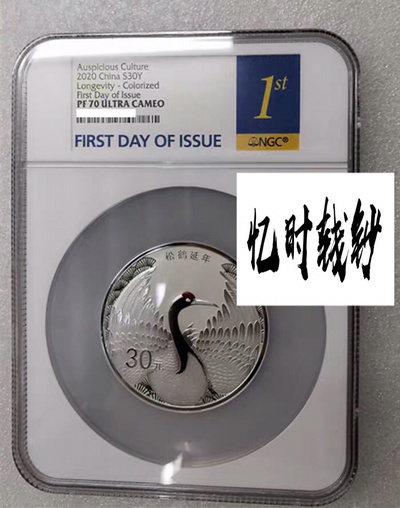 Auspicious Culture
2020 China S30Y
Longevity - Colorized
First Day of Issue
PF 70 ULTRA CAMEO
FIRST DAY OF ISSUE
1st
NGC®
忆时钱钞
松鹤延年
30元